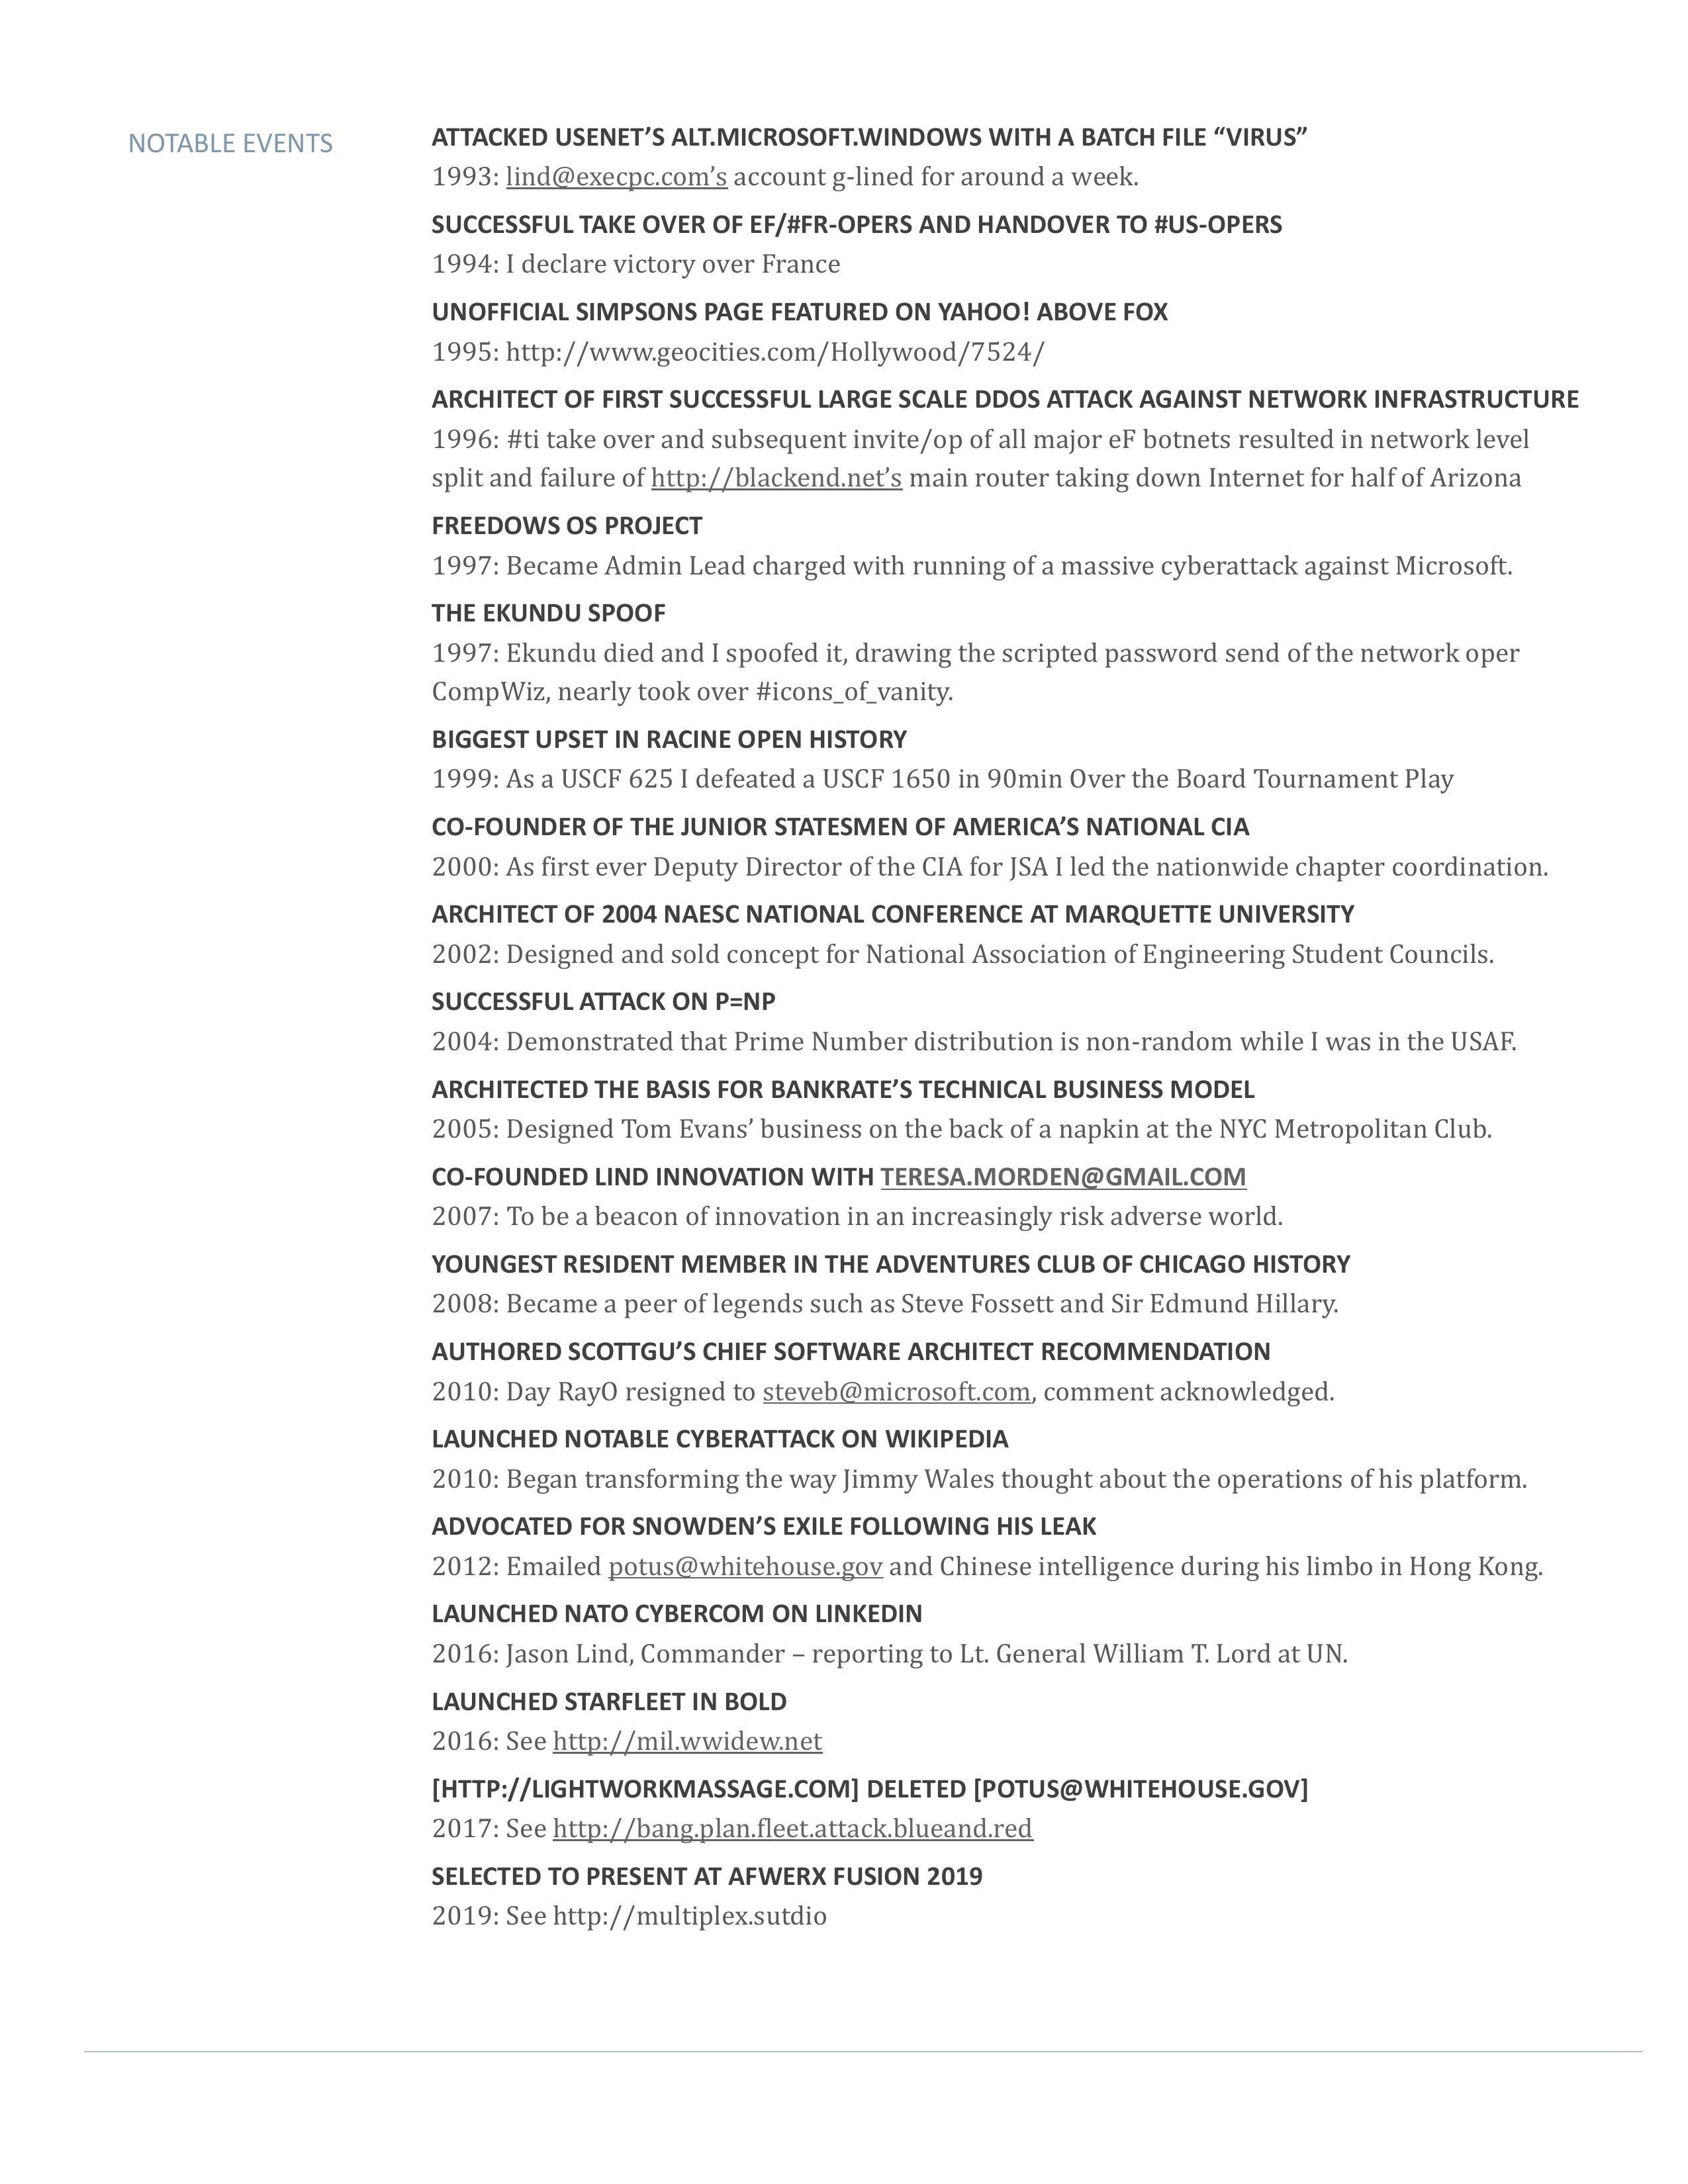 NOTABLE EVENTS
ATTACKED USENET’S ALT.MICROSOFT.WINDOWS WITH A BATCH FILE “VIRUS”
1993: lind@execpc.com’s account g-lined for around a week.
SUCCESSFUL TAKE OVER OF EF/#FR-OPERS AND HANDOVER TO #US-OPERS
1994: I declare victory over France
UNOFFICIAL SIMPSONS PAGE FEATURED ON YAHOO! ABOVE FOX
1995: http://www.geocities.com/Hollywood/7524/
ARCHITECT OF FIRST SUCCESSFUL LARGE SCALE DDOS ATTACK AGAINST NETWORK INFRASTRUCTURE
1996: #ti take over and subsequent invite/op of all major eF botnets resulted in network level
split and failure of http://blackend.net’s main router taking down Internet for half of Arizona
FREEDOWS OS PROJECT
1997: Became Admin Lead charged with running of a massive cyberattack against Microsoft.
THE EKUNDU SPOOF
1997: Ekundu died and I spoofed it, drawing the scripted password send of the network oper
CompWiz, nearly took over #icons_of_vanity.
BIGGEST UPSET IN RACINE OPEN HISTORY
1999: As a USCF 625 I defeated a USCF 1650 in 90min Over the Board Tournament Play
CO-FOUNDER OF THE JUNIOR STATESMEN OF AMERICA’S NATIONAL CIA
2000: As first ever Deputy Director of the CIA for JSA I led the nationwide chapter coordination.
ARCHITECT OF 2004 NAESC NATIONAL CONFERENCE AT MARQUETTE UNIVERSITY
2002: Designed and sold concept for National Association of Engineering Student Councils.
SUCCESSFUL ATTACK ON P=NP
2004: Demonstrated that Prime Number distribution is non-random while I was in the USAF.
ARCHITECTED THE BASIS FOR BANKRATE’S TECHNICAL BUSINESS MODEL
2005: Designed Tom Evans’ business on the back of a napkin at the NYC Metropolitan Club.
CO-FOUNDED LIND INNOVATION WITH TERESA.MORDEN@GMAIL.COM
2007: To be a beacon of innovation in an increasingly risk adverse world.
YOUNGEST RESIDENT MEMBER IN THE ADVENTURES CLUB OF CHICAGO HISTORY
2008: Became a peer of legends such as Steve Fossett and Sir Edmund Hillary.
AUTHORED SCOTTGU’S CHIEF SOFTWARE ARCHITECT RECOMMENDATION
2010: Day RayO resigned to steveb@microsoft.com, comment acknowledged.
LAUNCHED NOTABLE CYBERATTACK ON WIKIPEDIA
2010: Began transforming the way Jimmy Wales thought about the operations of his platform.
ADVOCATED FOR SNOWDEN’S EXILE FOLLOWING HIS LEAK
2012: Emailed potus@whitehouse.gov and Chinese intelligence during his limbo in Hong Kong.
LAUNCHED NATO CYBERCOM ON LINKEDIN
2016: Jason Lind, Commander – reporting to Lt. General William T. Lord at UN.
LAUNCHED STARFLEET IN BOLD
2016: See http://mil.wwidew.net
[HTTP://LIGHTWORKMASSAGE.COM] DELETED [POTUS@WHITEHOUSE.GOV]
2017: See http://bang.plan.fleet.attack.blueand.red
SELECTED TO PRESENT AT AFWERX FUSION 2019
2019: See http://multiplex.sutdio